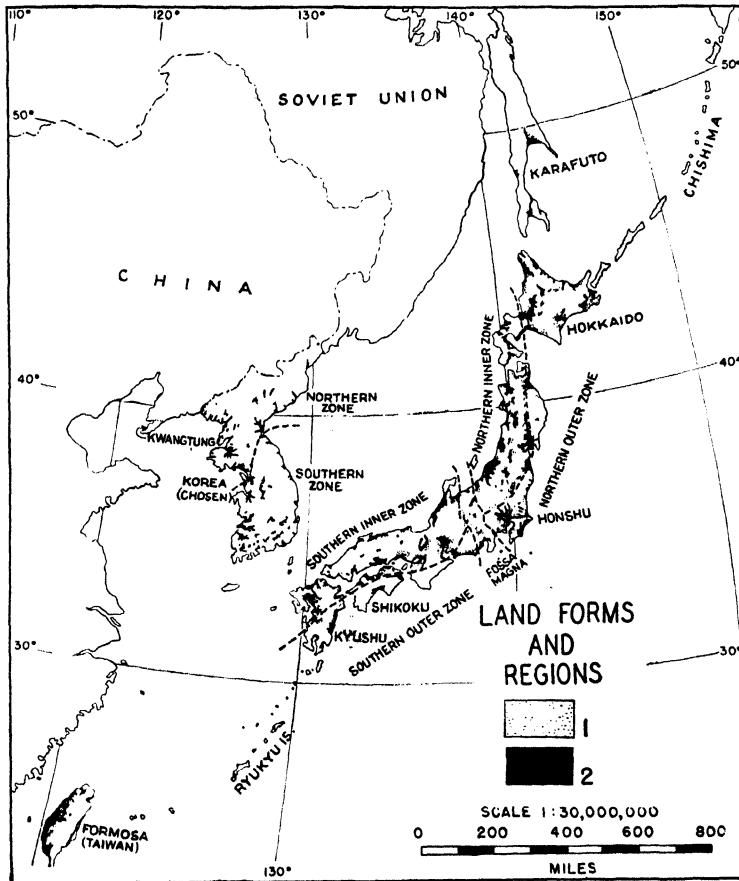 110° 120° 130° 140° 150°
50°
SOVIET UNION
50°
KARAFUTO
CHISHIMA
CHINA
HOKKAIDO
NORTHERN INNER ZONE
40°
40°
NORTHERN
ZONE
KWANGTUNG
NORTHERN OUTER ZONE
SOUTHERN
ZONE
KOREA
(CHOSEN)
SOUTHERN INNER ZONE
HONSHU
FOSSA
MAGNA
SHIKOKU
KYUSHU
SOUTHERN OUTER ZONE
30°
30°
LAND FORMS
AND
REGIONS
1
2
RYUKYU IS.
FORMOSA
(TAIWAN)
SCALE 1:30,000,000
0 200 400 600 800
MILES
130°